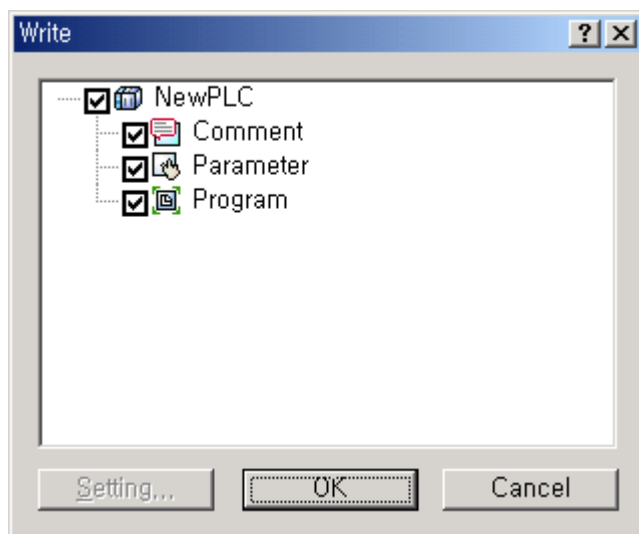 Write
NewPLC
Comment
Parameter
Program
Setting...
OK
Cancel